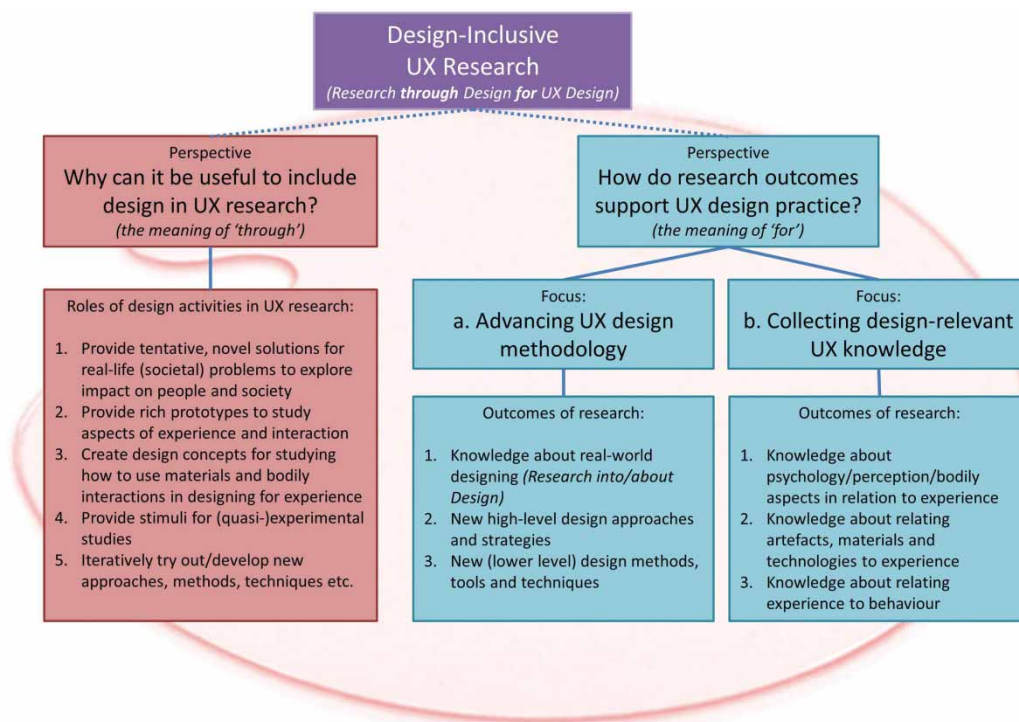 Design-Inclusive
UX Research
(Research through Design for UX Design)
Perspective
Why can it be useful to include
design in UX research?
(the meaning of ‘through’)
Perspective
How do research outcomes
support UX design practice?
(the meaning of ‘for’)
Roles of design activities in UX research:
1. Provide tentative, novel solutions for
real-life (societal) problems to explore
impact on people and society
2. Provide rich prototypes to study
aspects of experience and interaction
3. Create design concepts for studying
how to use materials and bodily
interactions in designing for experience
4. Provide stimuli for (quasi-)experimental
studies
5. Iteratively try out/develop new
approaches, methods, techniques etc.
Focus:
a. Advancing UX design
methodology
Focus:
b. Collecting design-relevant
UX knowledge
Outcomes of research:
1. Knowledge about real-world
designing (Research into/about
Design)
2. New high-level design approaches
and strategies
3. New (lower level) design methods,
tools and techniques
Outcomes of research:
1. Knowledge about
psychology/perception/bodily
aspects in relation to experience
2. Knowledge about relating
artefacts, materials and
technologies to experience
3. Knowledge about relating
experience to behaviour